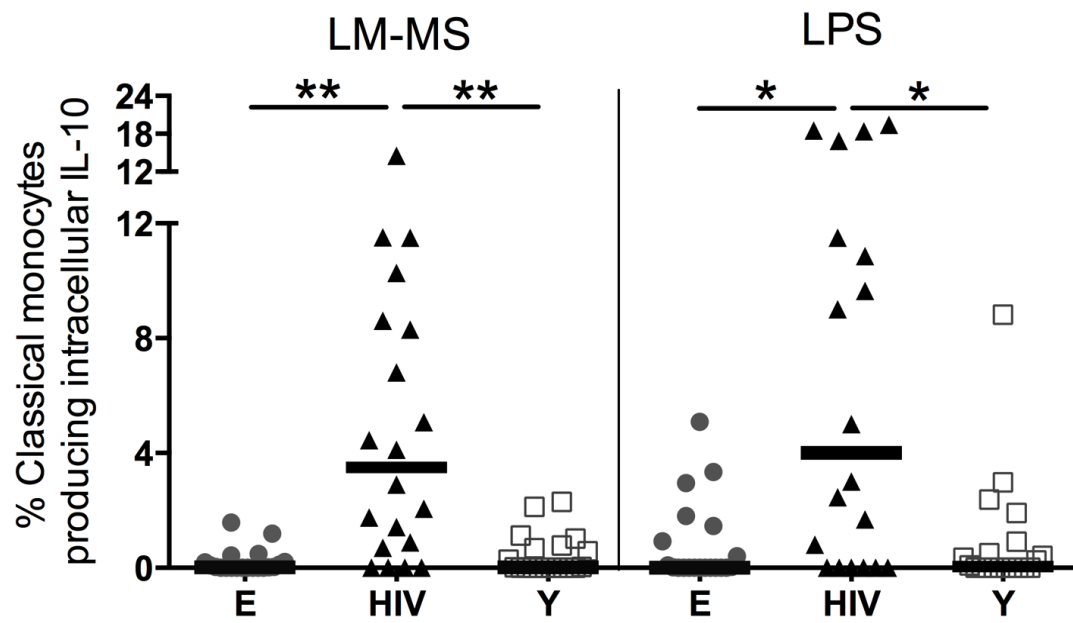 LM-MS
LPS
** **
* *
% Classical monocytes
producing intracellular IL-10
24
18
12
12
8
4
0
E HIV Y E HIV Y